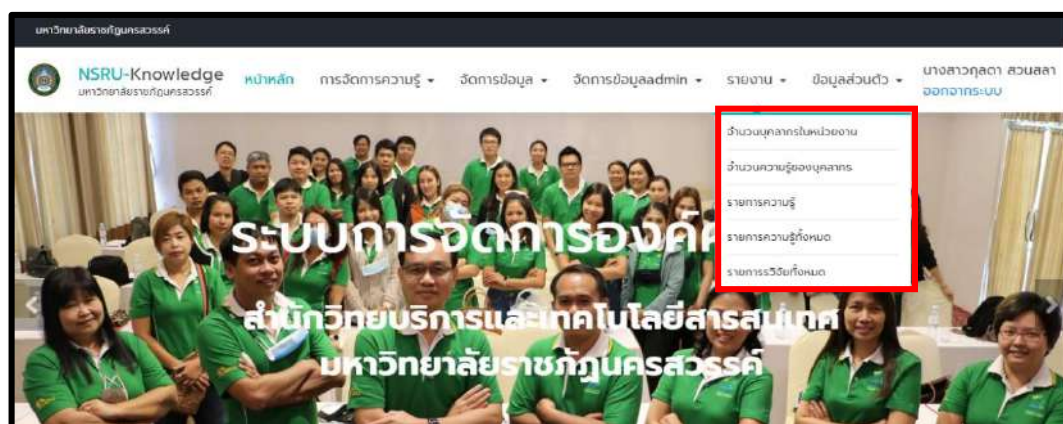 มหาวิทยาลัยราชภัฏนครสวรรค์
NSRU-Knowledge
มหาวิทยาลัยราชภัฏนครสวรรค์
หน้าหลัก
การจัดการความรู้
จัดการข้อมูล
จัดการข้อมูลadmin
รายงาน
ข้อมูลส่วนตัว
นางสาวกุลดา สวนสลา
ออกจากระบบ
จำนวนบุคลากรในหน่วยงาน
จำนวนความรู้ของบุคลากร
รายการความรู้
รายการความรู้ทั้งหมด
รายการรวิจัยทั้งหมด
ระบบการจัดการองค์
สำนักวิทยบริการและเทคโนโลยีสารสนเทศ
มหาวิทยาลัยราชภัฏนครสวรรค์